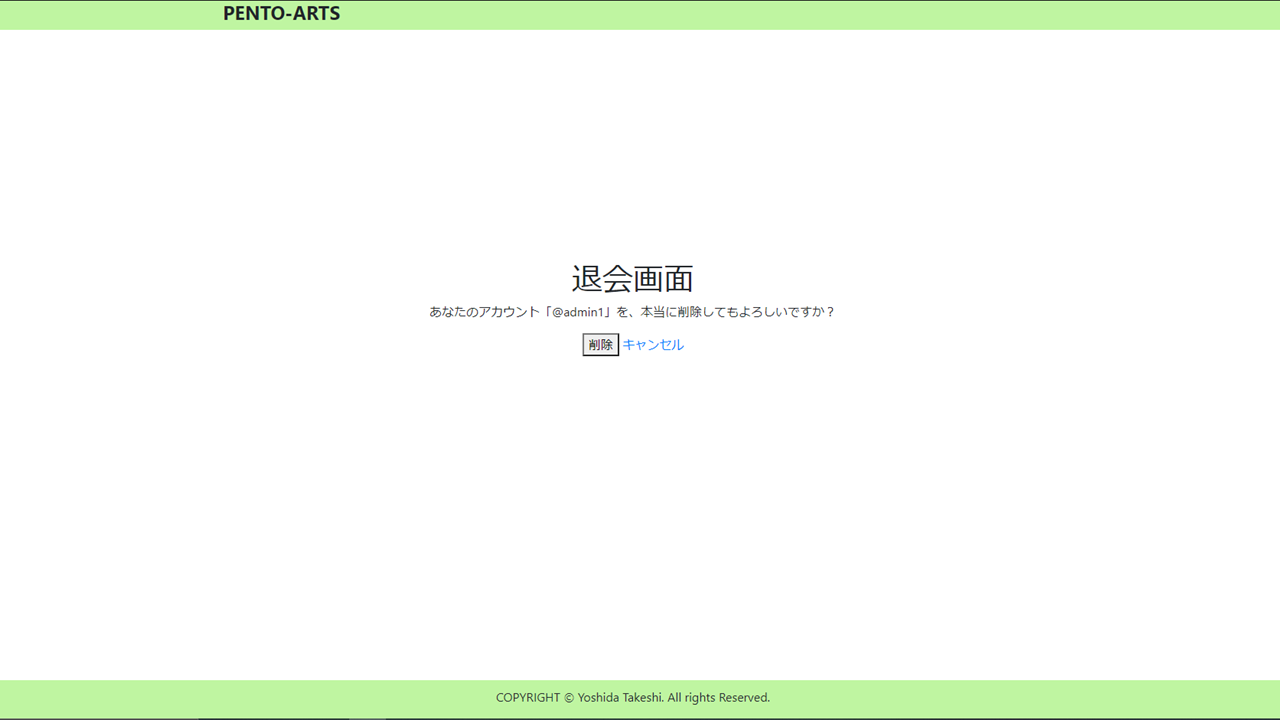 PENTO-ARTS
退会画面
あなたのアカウント「@admin1」を、本当に削除してもよろしいですか？
削除 キャンセル
COPYRIGHT © Yoshida Takeshi. All rights Reserved.